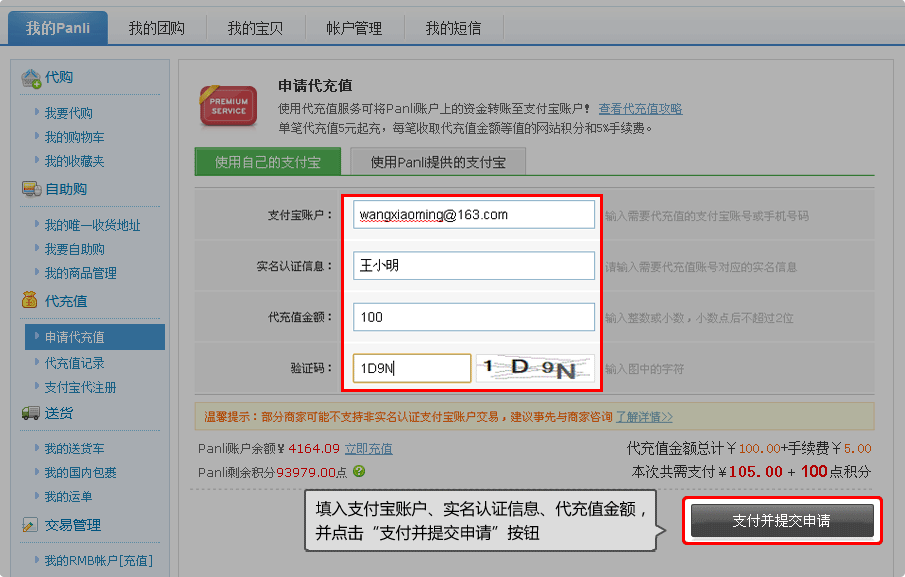 我的Panli 我的团购 我的宝贝 帐户管理 我的短信
代购
我要代购
我的购物车
我的收藏夹
自助购
我的唯一收货地址
我要自助购
我的商品管理
代充值
申请代充值
代充值记录
支付宝代注册
送货
我的送货车
我的国内包裹
我的运单
交易管理
我的RMB帐户[充值]
PREMIUM
SERVICE
申请代充值
使用代充值服务可将Panli账户上的资金转账至支付宝账户! 查看代充值攻略
单笔代充值5元起充，每笔收取代充值金额等值的网站积分和5%手续费。
使用自己的支付宝 使用Panli提供的支付宝
支付宝账户： wangxiaoming@163.com 输入需要代充值的支付宝账号或手机号码
实名认证信息： 王小明 请输入需要代充值账号对应的实名信息
代充值金额： 100 输入整数或小数，小数点后不超过2位
验证码： 1D9N 1 D 9N 输入图中的字符
温馨提示：部分商家可能不支持非实名认证支付宝账户交易，建议事先与商家咨询 了解详情>>
Panli账户余额￥4164.09 立即充值 代充值金额总计￥100.00+手续费￥5.00
Panli剩余积分93979.00点 ? 本次共需支付￥105.00 + 100点积分
填入支付宝账户、实名认证信息、代充值金额，
并点击“支付并提交申请”按钮
支付并提交申请